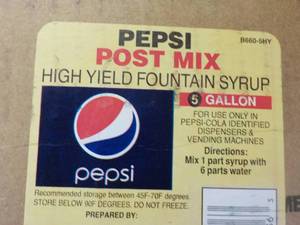 B660-5HY
PEPSI
POST MIX
HIGH YIELD FOUNTAIN SYRUP
5 GALLON
FOR USE ONLY IN
PEPSI-COLA IDENTIFIED
DISPENSERS &
VENDING MACHINES
Directions:
Mix 1 part syrup with
6 parts water
pepsi
Recommended storage between 45F-70F degrees
STORE BELOW 90F DEGREES. DO NOT FREEZE.
PREPARED BY: